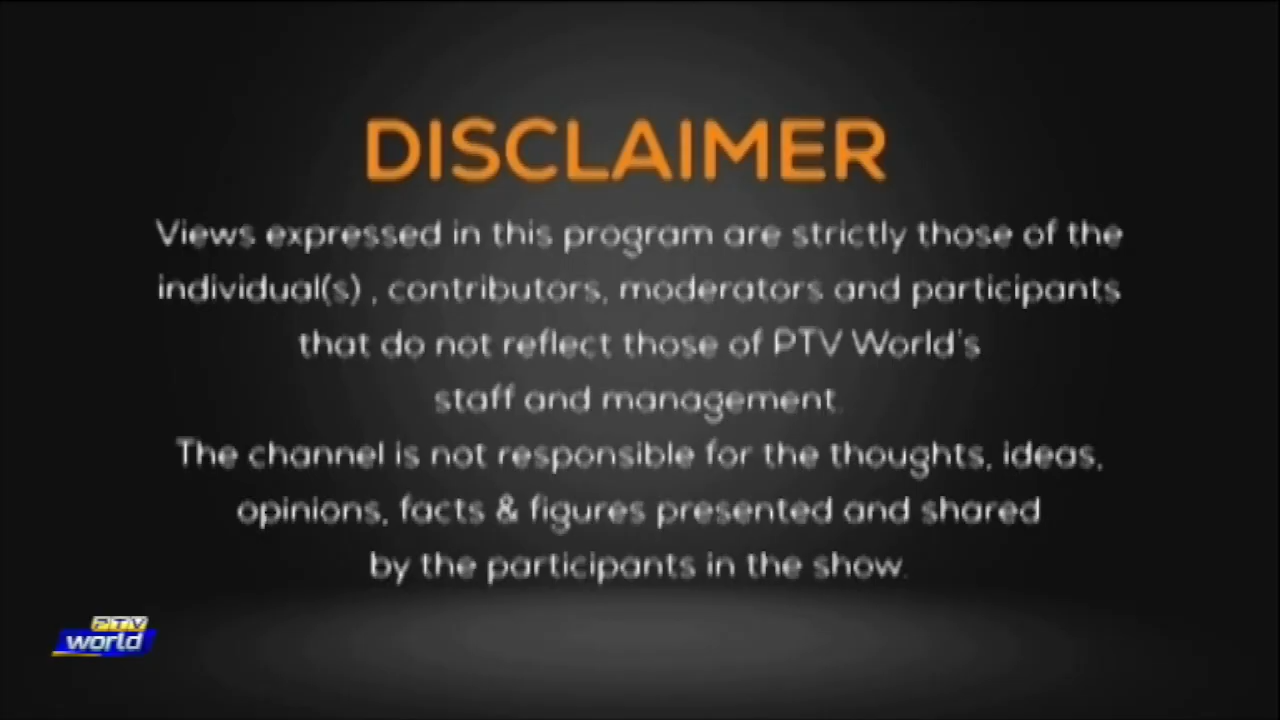 DISCLAIMER
Views expressed in this program are strictly those of the
individual(s) , contributors, moderators and participants
that do not reflect those of PTV World's
staff and management.
The channel is not responsible for the thoughts, ideas,
opinions, facts & figures presented and shared
by the participants in the show.
PTV
world